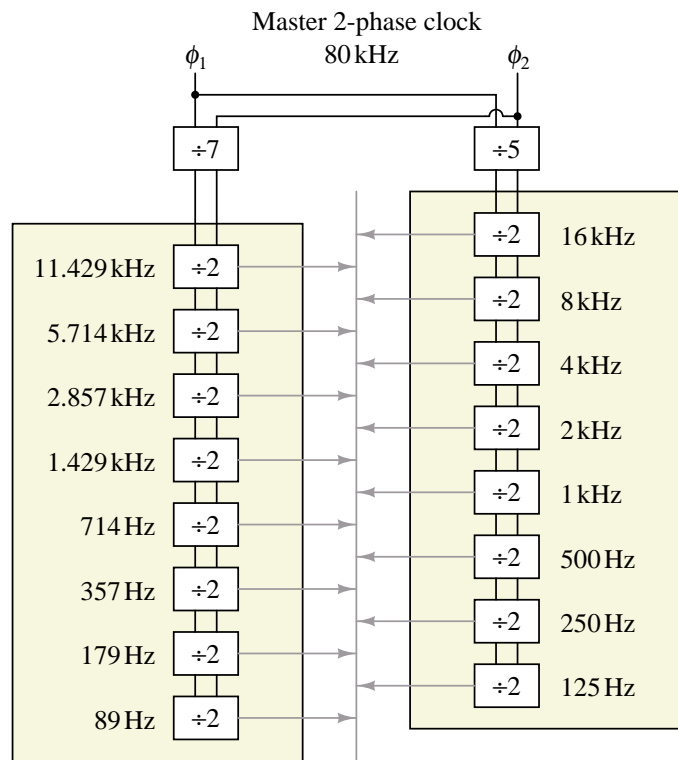 Master 2-phase clock
ϕ1 80 kHz ϕ2
÷7 ÷5
÷2 16 kHz
11.429 kHz ÷2
÷2 8 kHz
5.714 kHz ÷2
÷2 4 kHz
2.857 kHz ÷2
÷2 2 kHz
1.429 kHz ÷2
÷2 1 kHz
714 Hz ÷2
÷2 500 Hz
357 Hz ÷2
÷2 250 Hz
179 Hz ÷2
÷2 125 Hz
89 Hz ÷2